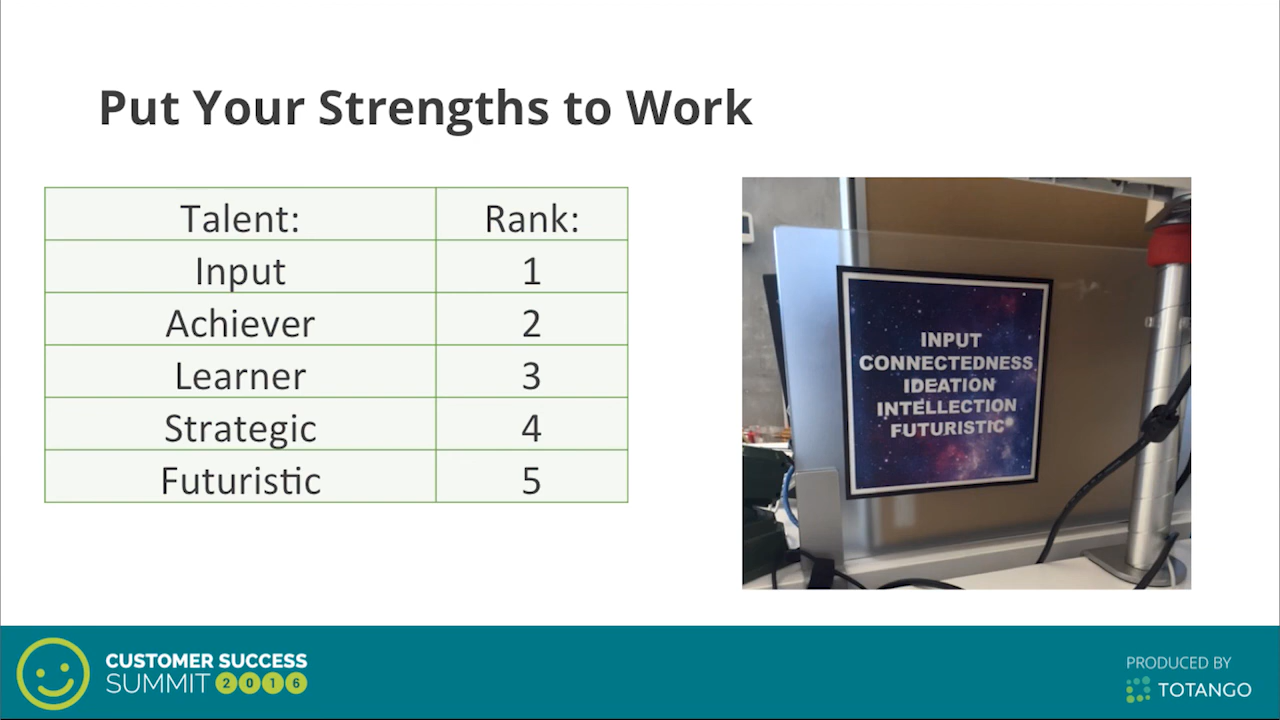 Put Your Strengths to Work
Talent: Rank:
Input 1
Achiever 2
Learner 3
Strategic 4
Futuristic 5
INPUT
CONNECTEDNESS
IDEATION
INTELLECTION
FUTURISTIC
CUSTOMER SUCCESS
SUMMIT 2016
PRODUCED BY
TOTANGO